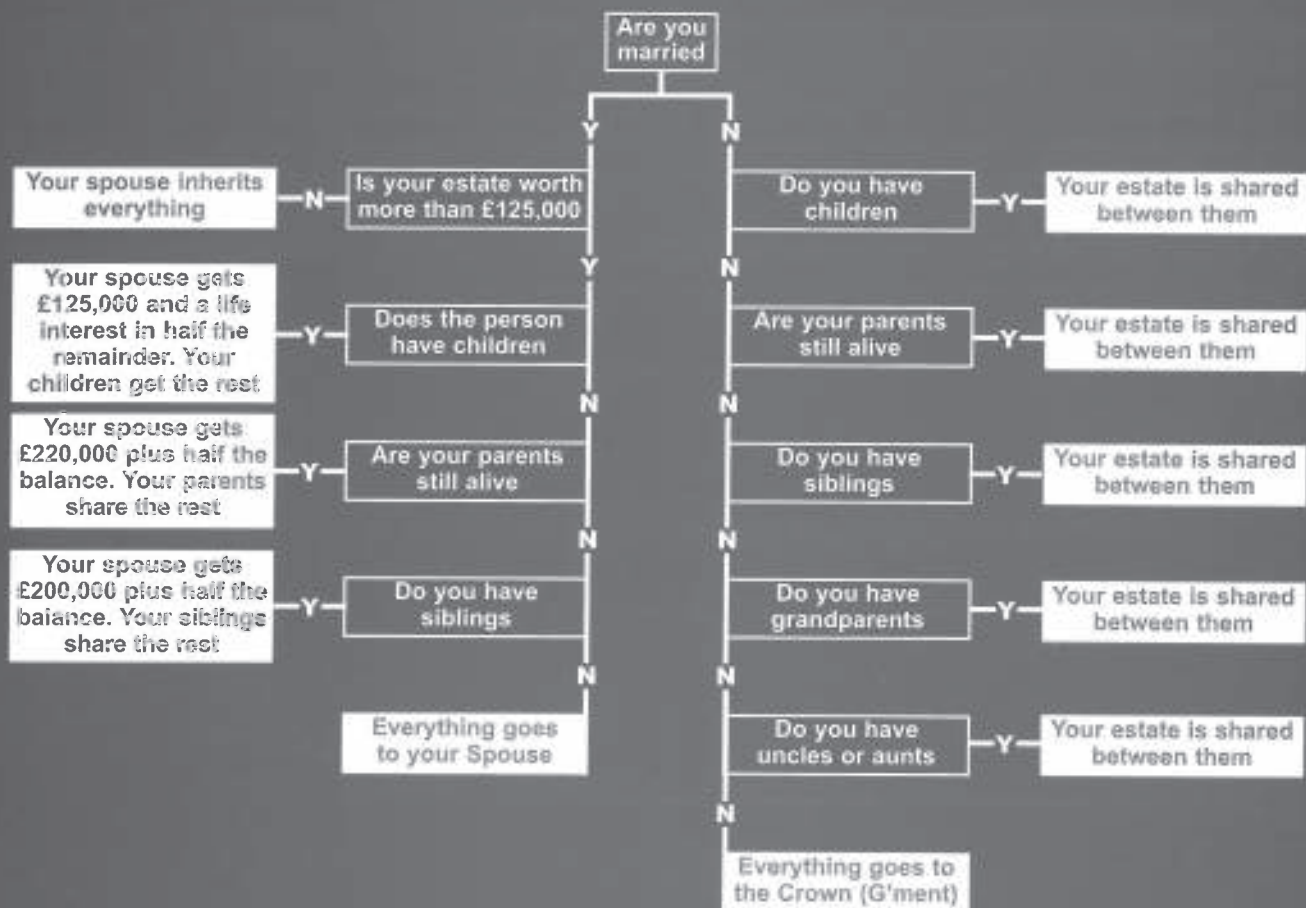 Are you
married
Y
N
Your spouse inherits
everything
N
Is your estate worth
more than £125,000
Do you have
children
Y
Your estate is shared
between them
Y
N
Your spouse gets
£125,000 and a life
interest in half the
remainder. Your
children get the rest
Y
Does the person
have children
Are your parents
still alive
Y
Your estate is shared
between them
N
N
Your spouse gets
£220,000 plus half the
balance. Your parents
share the rest
Y
Are your parents
still alive
Do you have
siblings
Y
Your estate is shared
between them
N
N
Your spouse gets
£200,000 plus half the
balance. Your siblings
share the rest
Y
Do you have
siblings
Do you have
grandparents
Y
Your estate is shared
between them
N
N
Everything goes
to your Spouse
Do you have
uncles or aunts
Y
Your estate is shared
between them
N
Everything goes to
the Crown (G'ment)